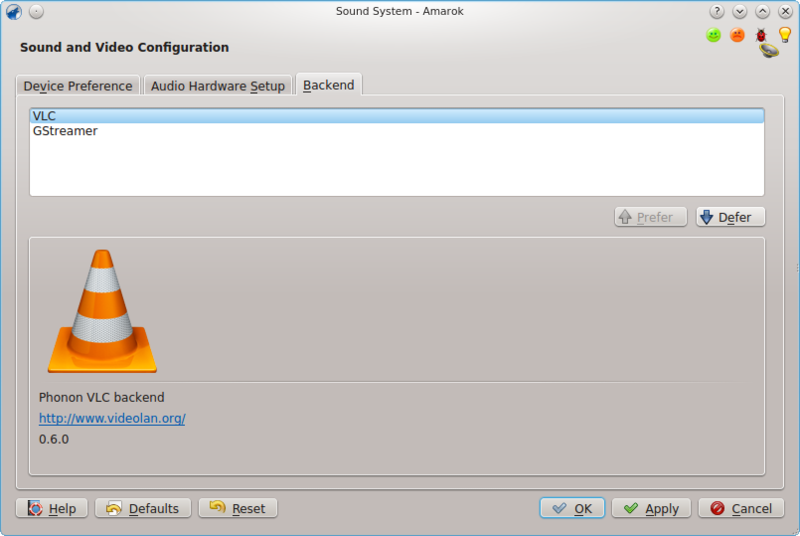 Sound System - Amarok
Sound and Video Configuration
Device Preference
Audio Hardware Setup
Backend
VLC
GStreamer
Prefer
Defer
Phonon VLC backend
http://www.videolan.org/
0.6.0
Help
Defaults
Reset
OK
Apply
Cancel